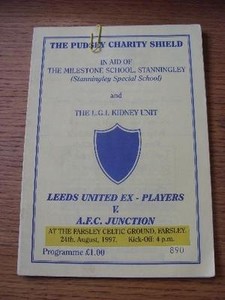 THE PUDSEY CHARITY SHIELD
IN AID OF
THE MILESTONE SCHOOL, STANNINGLEY
(Stanningley Special School)
and
THE L.G.I. KIDNEY UNIT
LEEDS UNITED EX - PLAYERS
V.
A.F.C. JUNCTION
AT THE FARSLEY CELTIC GROUND, FARSLEY.
24th, August, 1997. Kick-Off: 4 p.m.
Programme £1.00 890